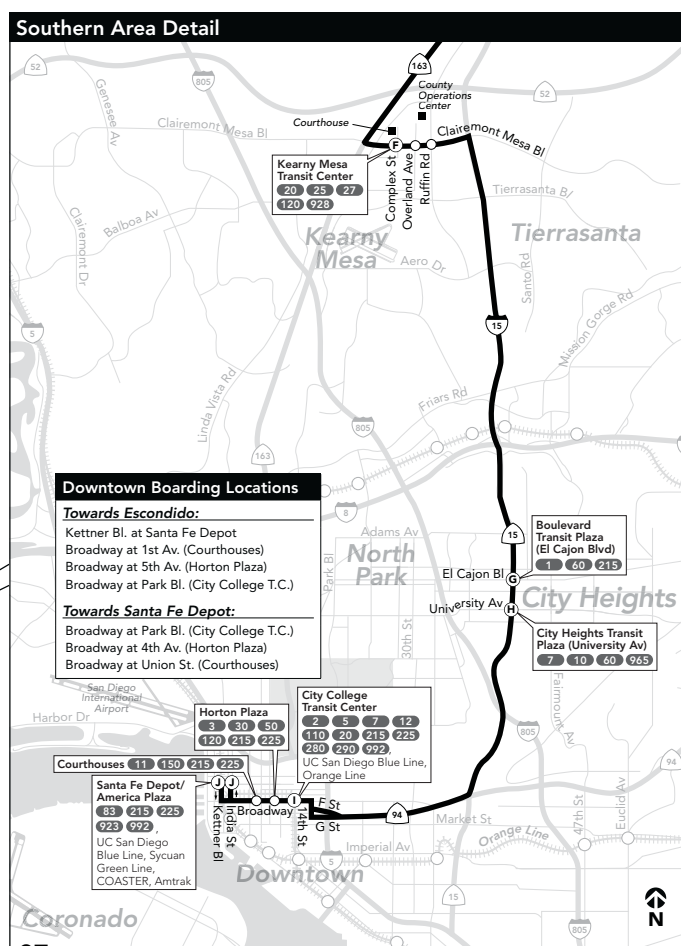 Southern Area Detail
52
805
163
52
Genesee Av
County
Operations
Center
Courthouse
Clairemont Mesa Bl
Clairemont Mesa Bl
F
Kearny Mesa
Transit Center
20 25 27
120 928
Complex St
Overland Ave
Ruffin Rd
Tierrasanta Bl
Clairemont Dr
Balboa Av
Kearny
Mesa
Tierrasanta
Aero Dr
Santo Rd
15
5
Mission Gorge Rd
Linda Vista Rd
Friars Rd
805
163
8
Downtown Boarding Locations
Towards Escondido:
Kettner Bl. at Santa Fe Depot
Broadway at 1st Av. (Courthouses)
Broadway at 5th Av. (Horton Plaza)
Broadway at Park Bl. (City College T.C.)
Towards Santa Fe Depot:
Broadway at Park Bl. (City College T.C.)
Broadway at 4th Av. (Horton Plaza)
Broadway at Union St. (Courthouses)
Adams Av
15
Boulevard
Transit Plaza
(El Cajon Blvd)
1 60 215
North
Park
Park Bl
El Cajon Bl
G
City Heights
University Av
H
30th St
City Heights Transit
Plaza (University Av)
7 10 60 965
Fairmount Av
San Diego
International
Airport
Harbor Dr
Horton Plaza
3 30 50
120 215 225
City College
Transit Center
2 5 7 12
110 20 215 225
280 290 992,
UC San Diego Blue Line,
Orange Line
805
94
Courthouses 11 150 215 225
Santa Fe Depot/
America Plaza
83 215 225
923 992,
UC San Diego
Blue Line, Sycuan
Green Line,
COASTER, Amtrak
J J
Kettner Bl
India St
Broadway
I
14th St
F St
G St
94
Market St
47th St
Euclid Av
Orange Line
Imperial Av
5
Downtown
15
805
Coronado
N